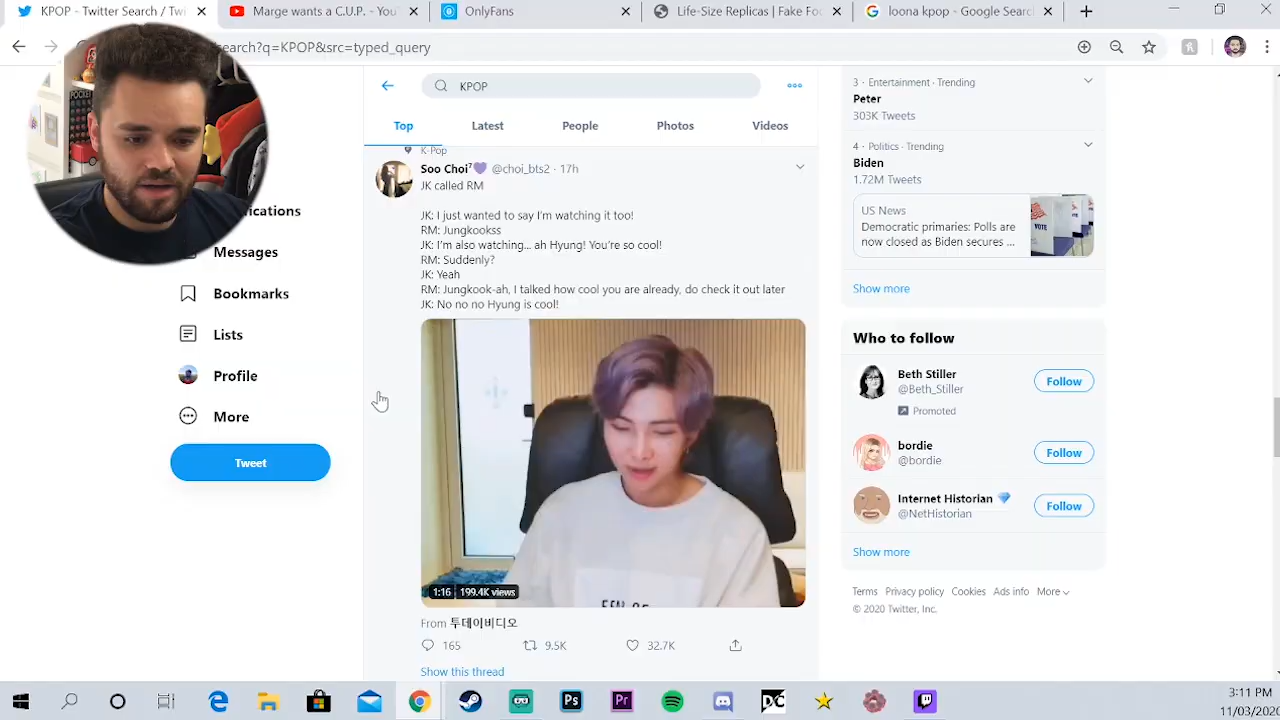 KPOP - Twitter Search / Twi
Marge wants a C.U.P. - You
OnlyFans
Life-Sized Replicas | Fake
loona kpop - Google Search
search?q=KPOP&src=typed_query
KPOP
Top
Latest
People
Photos
Videos
K-Pop
Soo Choi⁷💜 @choi_bts2 · 17h
JK called RM
JK: I just wanted to say I'm watching it too!
RM: Jungkookss
JK: I'm also watching... ah Hyung! You're so cool!
RM: Suddenly?
JK: Yeah
RM: Jungkook-ah, I talked how cool you are already, do check it out later
JK: No no no Hyung is cool!
1:16 199.4K views
From 투데이비디오
165
9.5K
32.7K
Show this thread
ications
Messages
Bookmarks
Lists
Profile
More
Tweet
3 · Entertainment · Trending
Peter
303K Tweets
4 · Politics · Trending
Biden
1.72M Tweets
US News
Democratic primaries: Polls are
now closed as Biden secures ...
Show more
Who to follow
Beth Stiller
@Beth_Stiller
Promoted
Follow
bordie
@bordie
Follow
Internet Historian 💎
@NetHistorian
Follow
Show more
Terms Privacy policy Cookies Ads info More
© 2020 Twitter, Inc.
Ps
Pr
DC
3:11 PM
11/03/2020